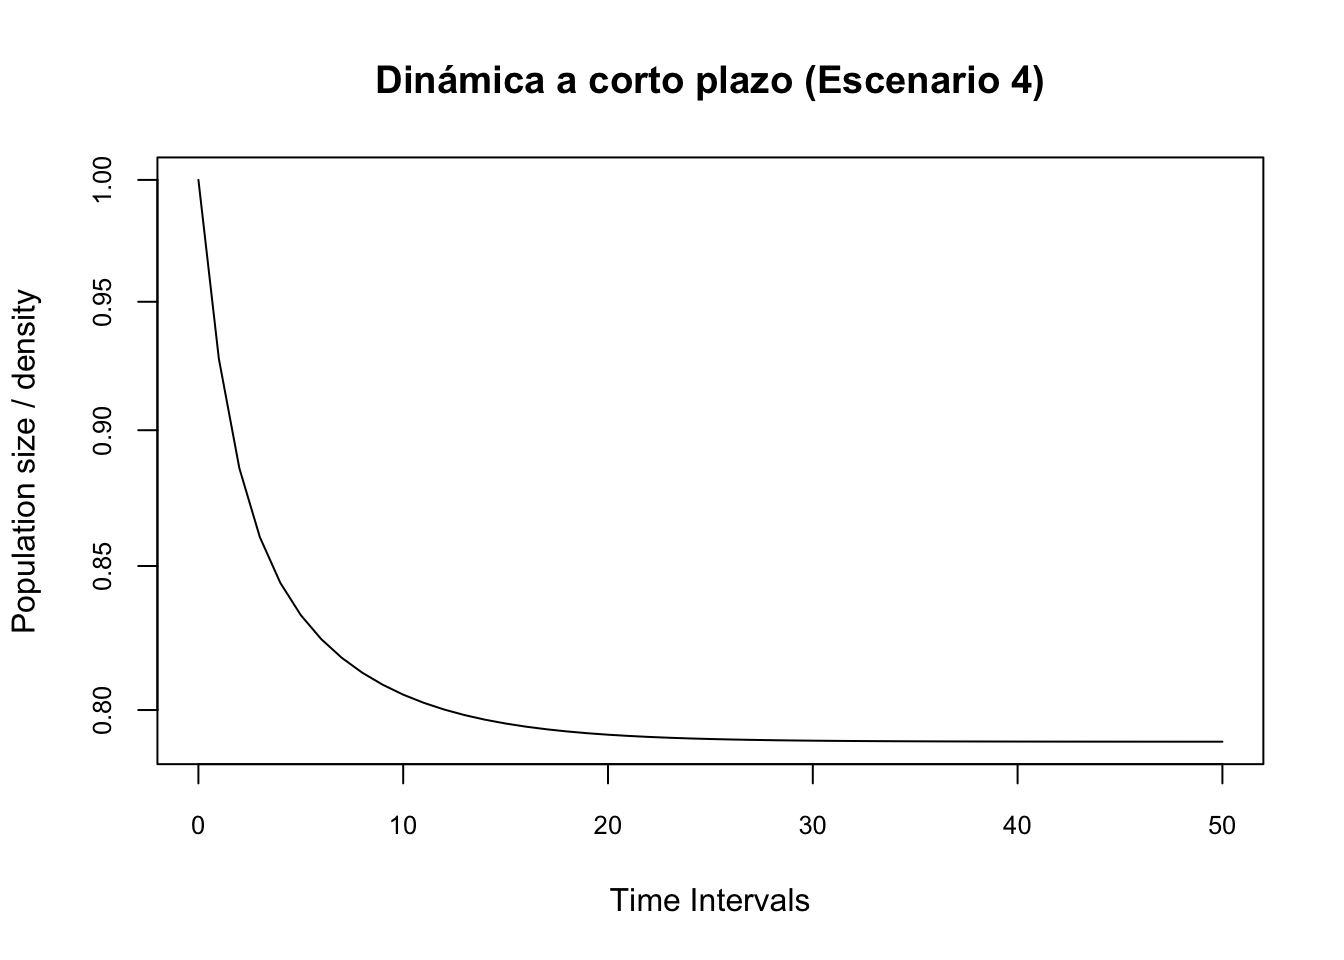 Dinámica a corto plazo (Escenario 4)
Population size / density
1.00
0.95
0.90
0.85
0.80
0 10 20 30 40 50
Time Intervals